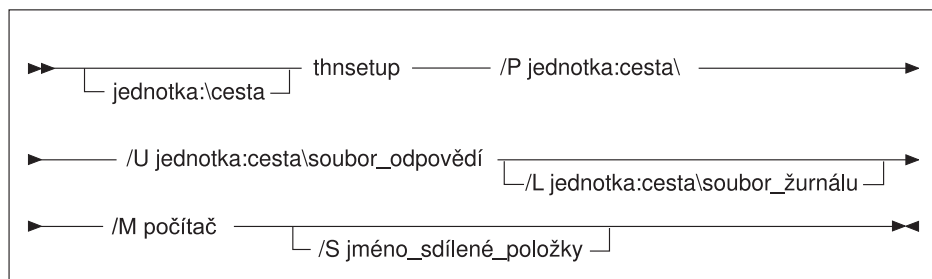 thnsetup /P jednotka:cesta\
jednotka:\cesta
/U jednotka:cesta\soubor_odpovědí
/L jednotka:cesta\soubor_žurnálu
/M počítač
/S jméno_sdílené_položky